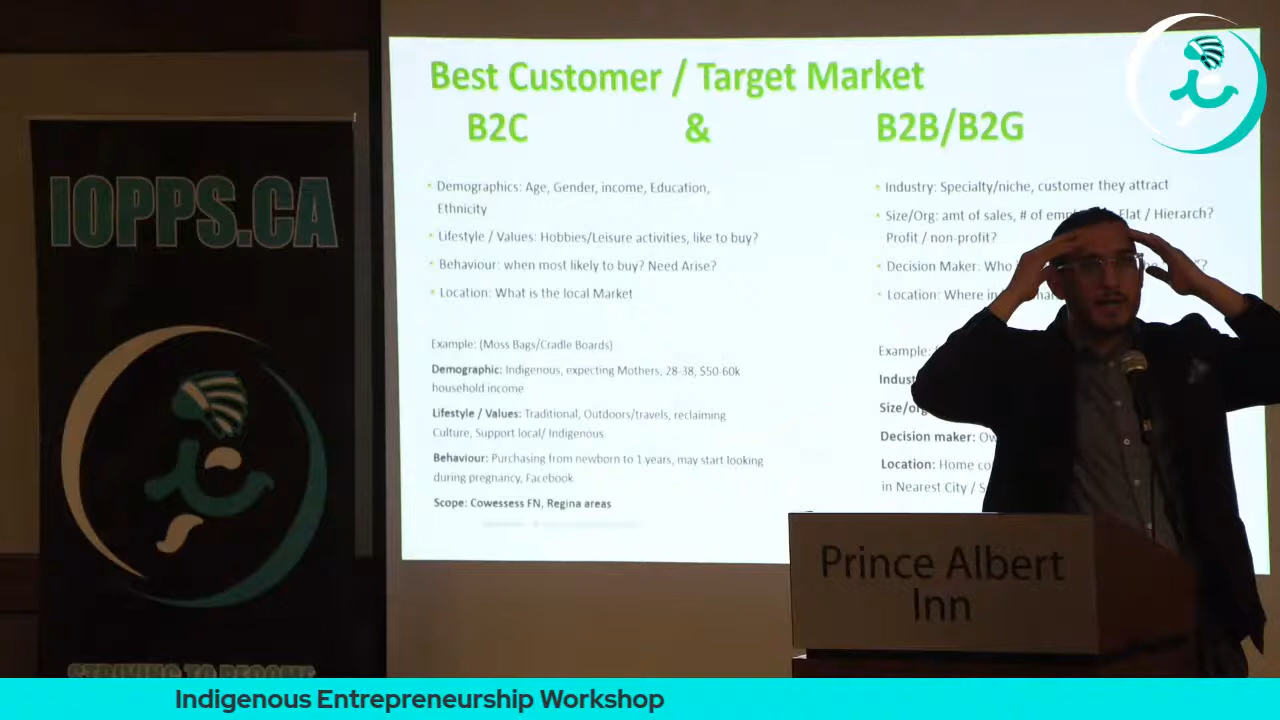 IOPPS.CA
STRIVING TO BECOME
Best Customer / Target Market
B2C & B2B/B2G
• Demographics: Age, Gender, income, Education,
Ethnicity
• Lifestyle / Values: Hobbies/Leisure activities, like to buy?
• Behaviour: when most likely to buy? Need Arise?
• Location: What is the local Market
Example: (Moss Bags/Cradle Boards)
Demographic: Indigenous, expecting Mothers, 28-38, $50-60k
household income
Lifestyle / Values: Traditional, Outdoors/travels, reclaiming
Culture, Support local/ Indigenous
Behaviour: Purchasing from newborn to 1 years, may start looking
during pregnancy, Facebook
Scope: Cowessess FN, Regina areas
• Industry: Specialty/niche, customer they attract
• Size/Org: amt of sales, # of Flat / Hierarch?
Profit / non-profit?
• Decision Maker: Who
• Location: Where in
Example:
Decision maker:
Location: Home
in Nearest City /
Prince Albert
Inn
Indigenous Entrepreneurship Workshop